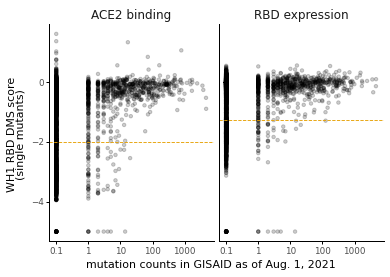 ACE2 binding RBD expression
WH1 RBD DMS score
(single mutants)
0
−2
−4
0.1 1 10 100 1000 0.1 1 10 100 1000
mutation counts in GISAID as of Aug. 1, 2021